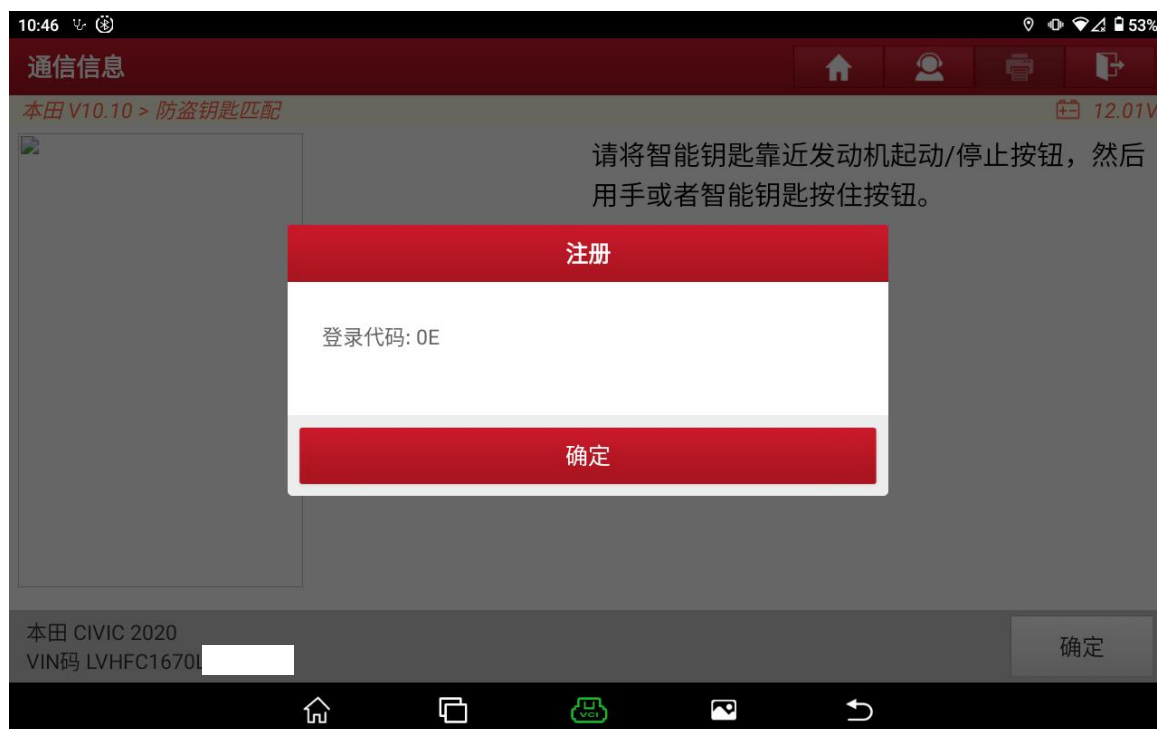 10:46
53%
通信信息
本田 V10.10 > 防盗钥匙匹配
12.01V
请将智能钥匙靠近发动机起动/停止按钮，然后
用手或者智能钥匙按住按钮。
注册
登录代码: 0E
确定
本田 CIVIC 2020
VIN码 LVHFC1670L
确定
VCI